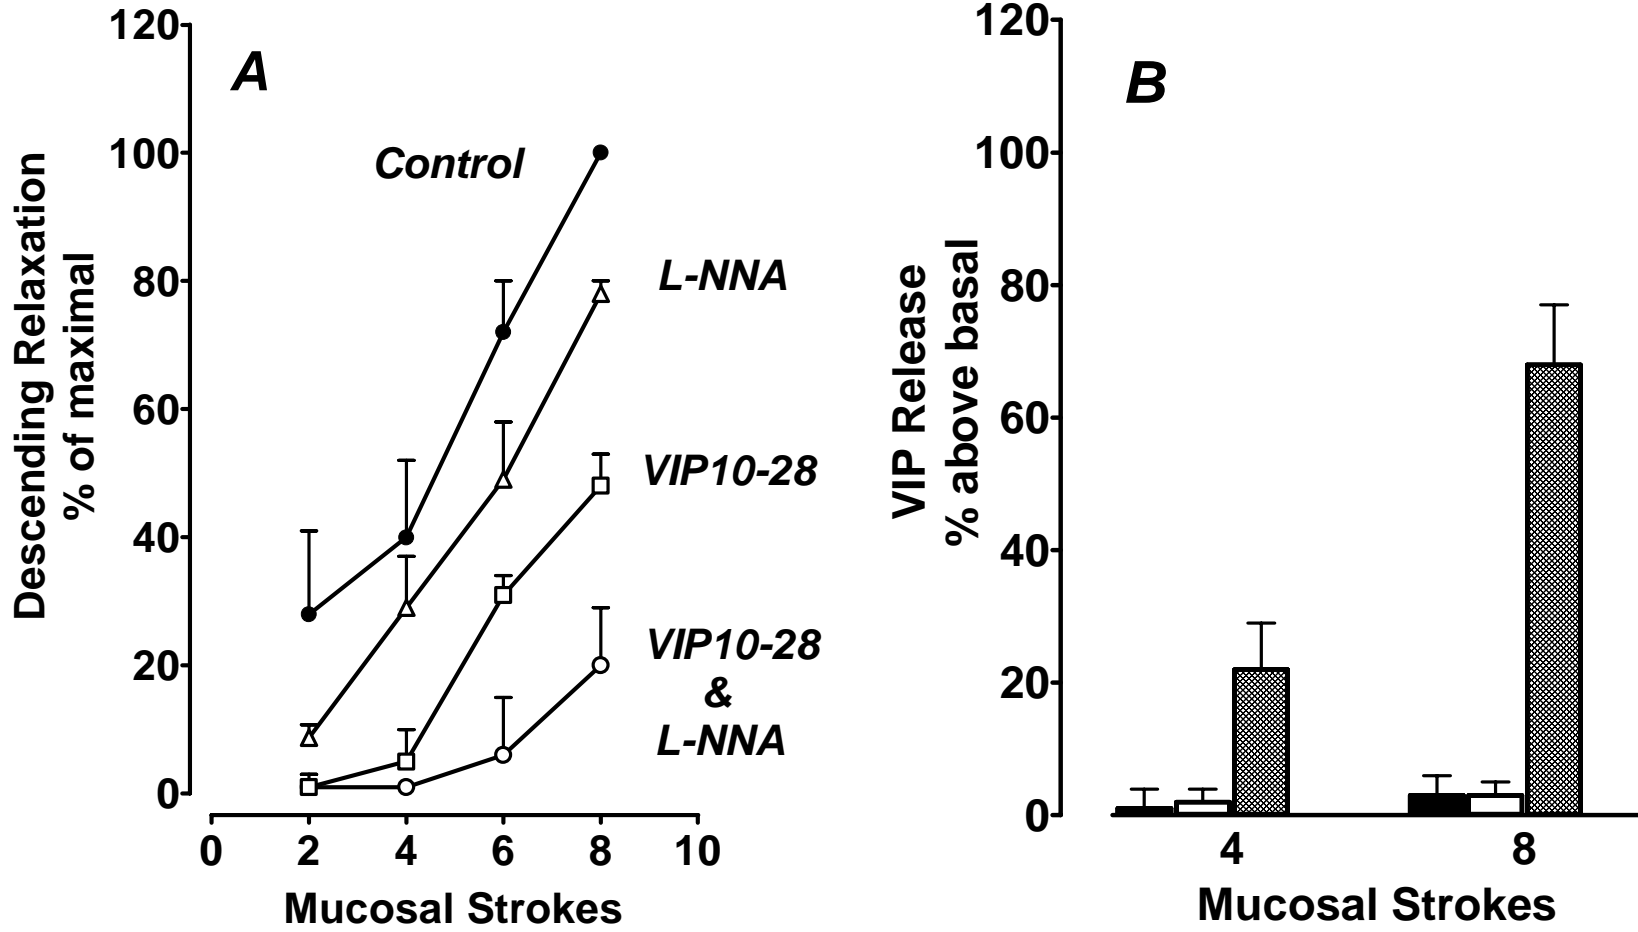 A
Descending Relaxation
% of maximal
120
100
80
60
40
20
0
Control
L-NNA
VIP10-28
VIP10-28
&
L-NNA
0 2 4 6 8 10
Mucosal Strokes
B
VIP Release
% above basal
120
100
80
60
40
20
0
4 8
Mucosal Strokes